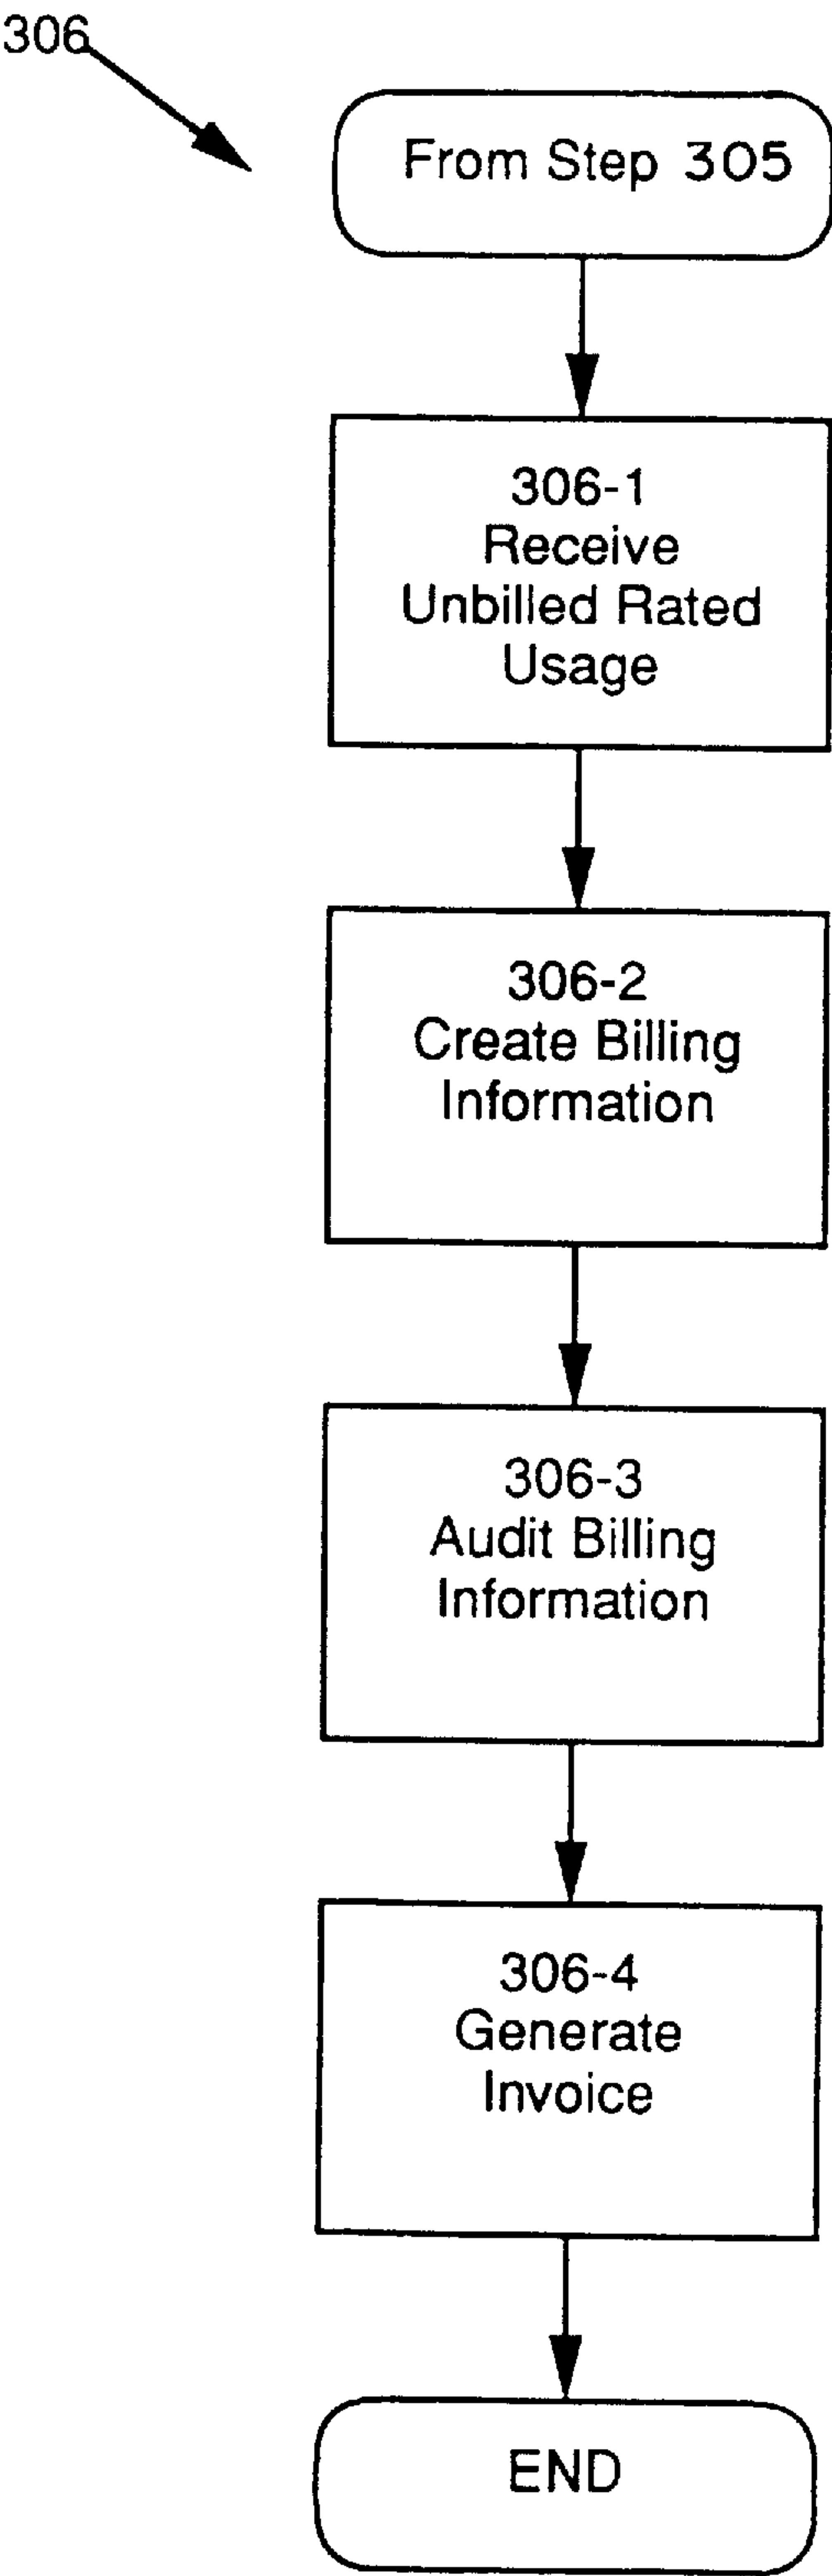 306
From Step 305
306-1
Receive
Unbilled Rated
Usage
306-2
Create Billing
Information
306-3
Audit Billing
Information
306-4
Generate
Invoice
END